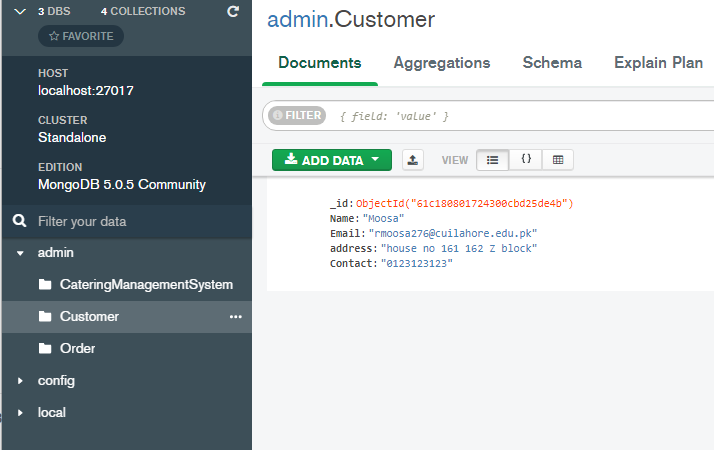 3 DBS 4 COLLECTIONS
FAVORITE
HOST
localhost:27017
CLUSTER
Standalone
EDITION
MongoDB 5.0.5 Community
Filter your data
admin
CateringManagementSystem
Customer
Order
config
local
admin.Customer
Documents Aggregations Schema Explain Plan
FILTER { field: 'value' }
ADD DATA VIEW {}
_id:ObjectId("61c180801724300cbd25de4b")
Name:"Moosa"
Email:"rmoosa276@cuilahore.edu.pk"
address:"house no 161 162 Z block"
Contact:"0123123123"